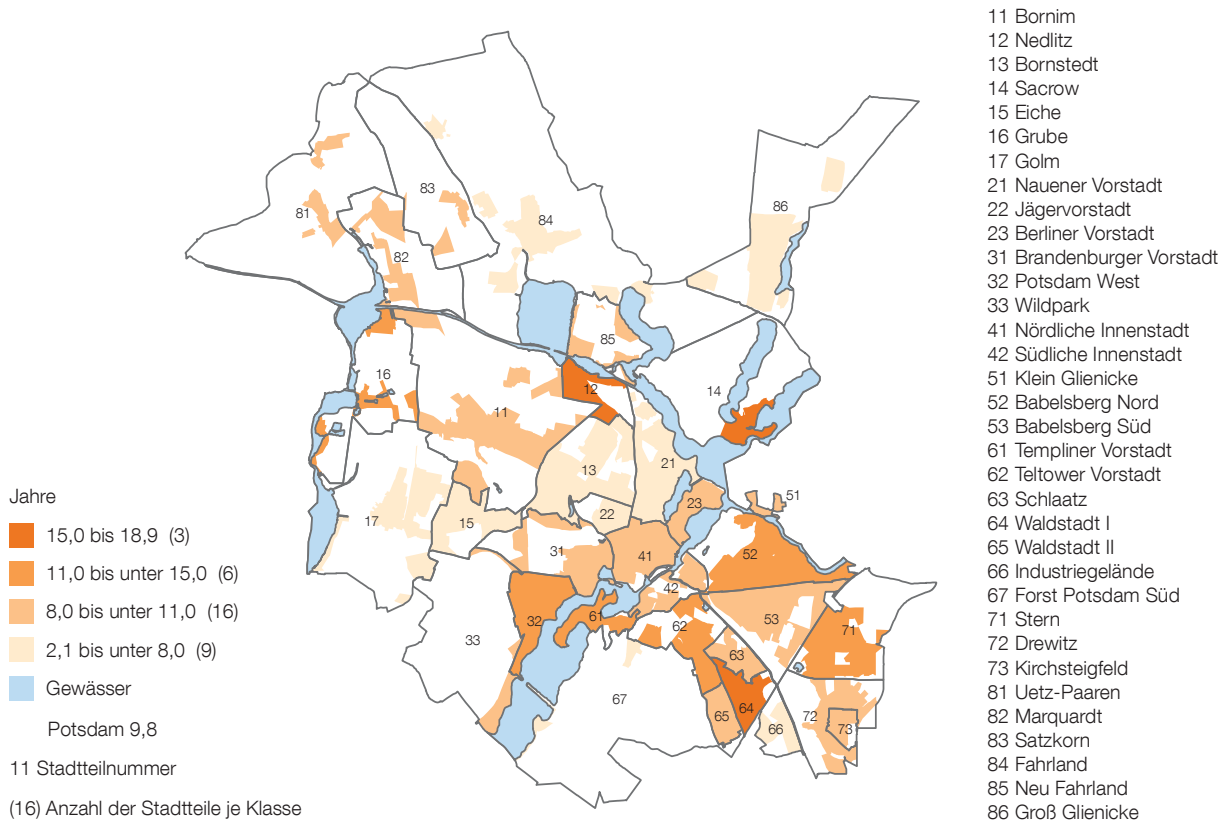 11 Bornim
12 Nedlitz
13 Bornstedt
14 Sacrow
15 Eiche
16 Grube
17 Golm
21 Nauener Vorstadt
22 Jägervorstadt
23 Berliner Vorstadt
31 Brandenburger Vorstadt
32 Potsdam West
33 Wildpark
41 Nördliche Innenstadt
42 Südliche Innenstadt
51 Klein Glienicke
52 Babelsberg Nord
53 Babelsberg Süd
61 Templiner Vorstadt
62 Teltower Vorstadt
63 Schlaatz
64 Waldstadt I
65 Waldstadt II
66 Industriegelände
67 Forst Potsdam Süd
71 Stern
72 Drewitz
73 Kirchsteigfeld
81 Uetz-Paaren
82 Marquardt
83 Satzkorn
84 Fahrland
85 Neu Fahrland
86 Groß Glienicke
83
81
84
86
82
85
16
12
14
11
13
21
51
23
22
17
15
31
41
52
42
32
61
62
53
71
33
63
67
64
65
66
72
73
Jahre
15,0 bis 18,9 (3)
11,0 bis unter 15,0 (6)
8,0 bis unter 11,0 (16)
2,1 bis unter 8,0 (9)
Gewässer
Potsdam 9,8
11 Stadtteilnummer
(16) Anzahl der Stadtteile je Klasse